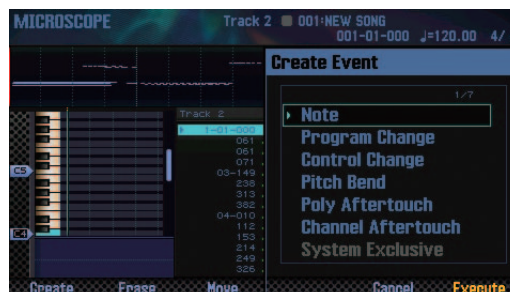 MICROSCOPE
Track 2 001:NEW SONG
001-01-000 ♩=120.00 4/
Create Event
1/7
Note
Program Change
Control Change
Pitch Bend
Poly Aftertouch
Channel Aftertouch
System Exclusive
Track 2
1-01-000
061
061
071
03-149
238
313
382
04-010
112
153
214
249
326
C5
C4
Create Erase Move Cancel Execute